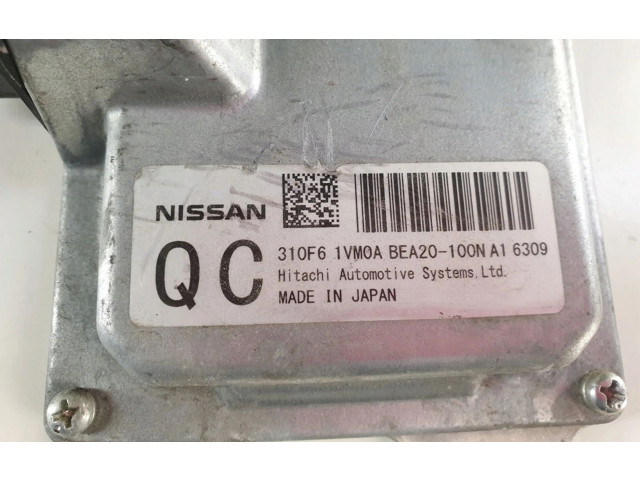 NISSAN
QC
310F6 1VM0A BEA20-100N A1 6309
Hitachi Automotive Systems,Ltd.
MADE IN JAPAN